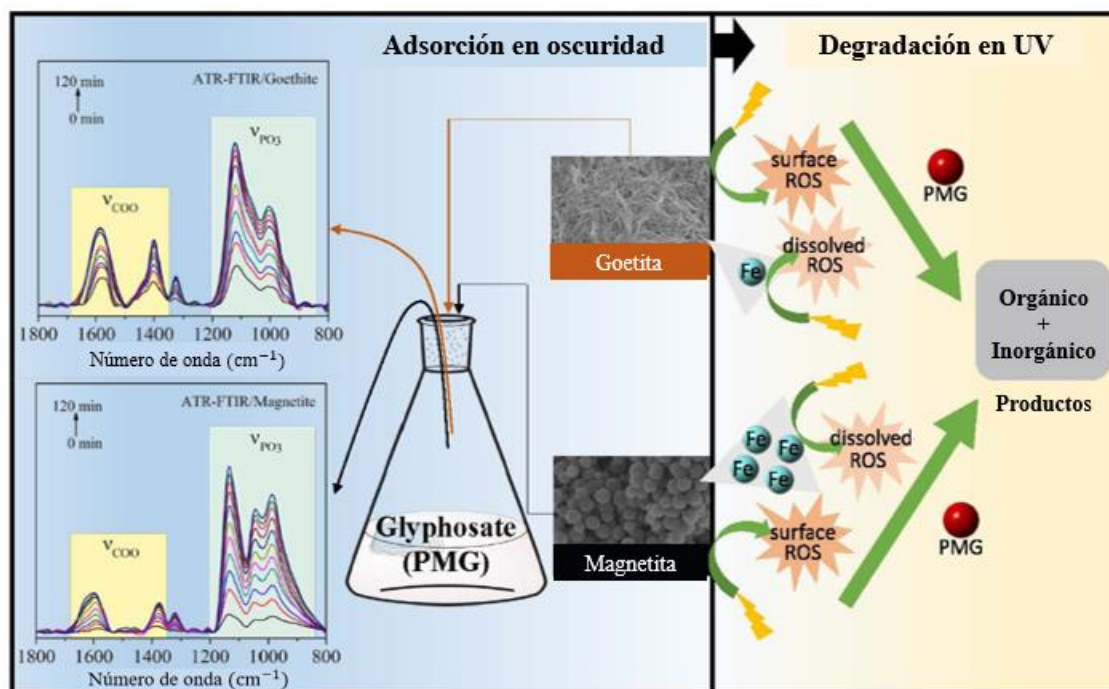 Adsorción en oscuridad
Degradación en UV
120 min
0 min
ATR-FTIR/Goethite
νPO3
νCOO
1800 1600 1400 1200 1000 800
Número de onda (cm⁻¹)
120 min
0 min
ATR-FTIR/Magnetite
νPO3
νCOO
1800 1600 1400 1200 1000 800
Número de onda (cm⁻¹)
Glyphosate
(PMG)
Goetita
Magnetita
surface
ROS
dissolved
ROS
Fe
PMG
Fe
Fe
Fe
Fe
dissolved
ROS
surface
ROS
PMG
Orgánico
+
Inorgánico
Productos